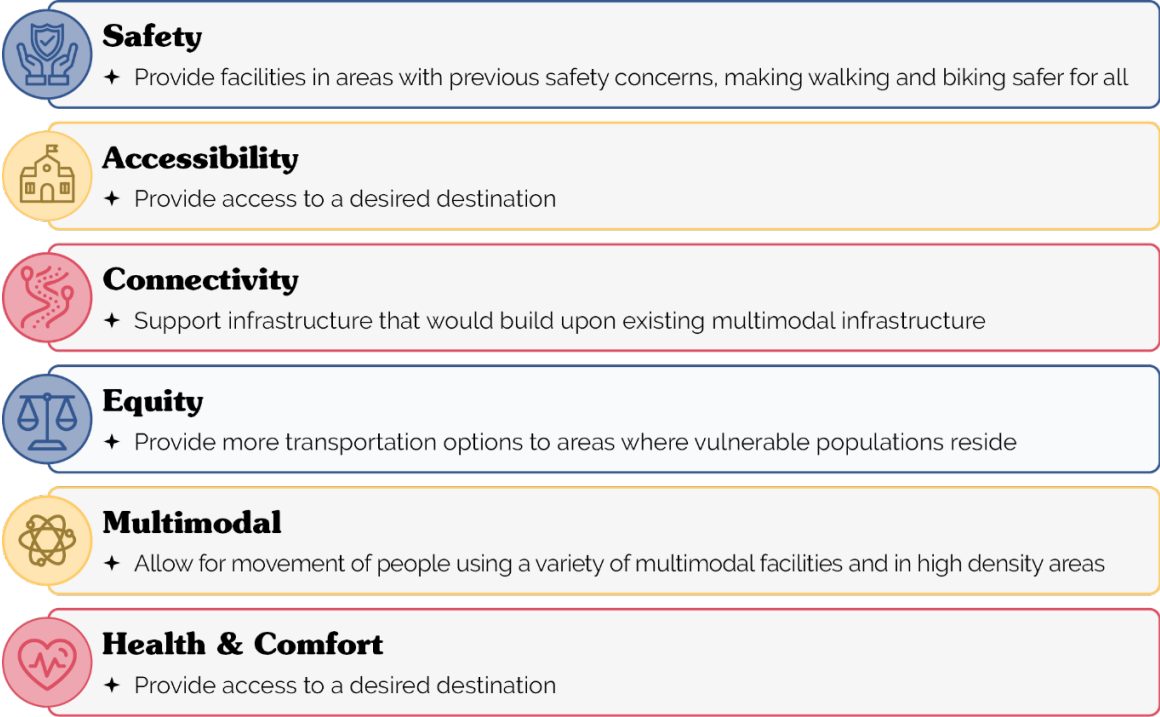 Safety
✦ Provide facilities in areas with previous safety concerns, making walking and biking safer for all
Accessibility
✦ Provide access to a desired destination
Connectivity
✦ Support infrastructure that would build upon existing multimodal infrastructure
Equity
✦ Provide more transportation options to areas where vulnerable populations reside
Multimodal
✦ Allow for movement of people using a variety of multimodal facilities and in high density areas
Health & Comfort
✦ Provide access to a desired destination